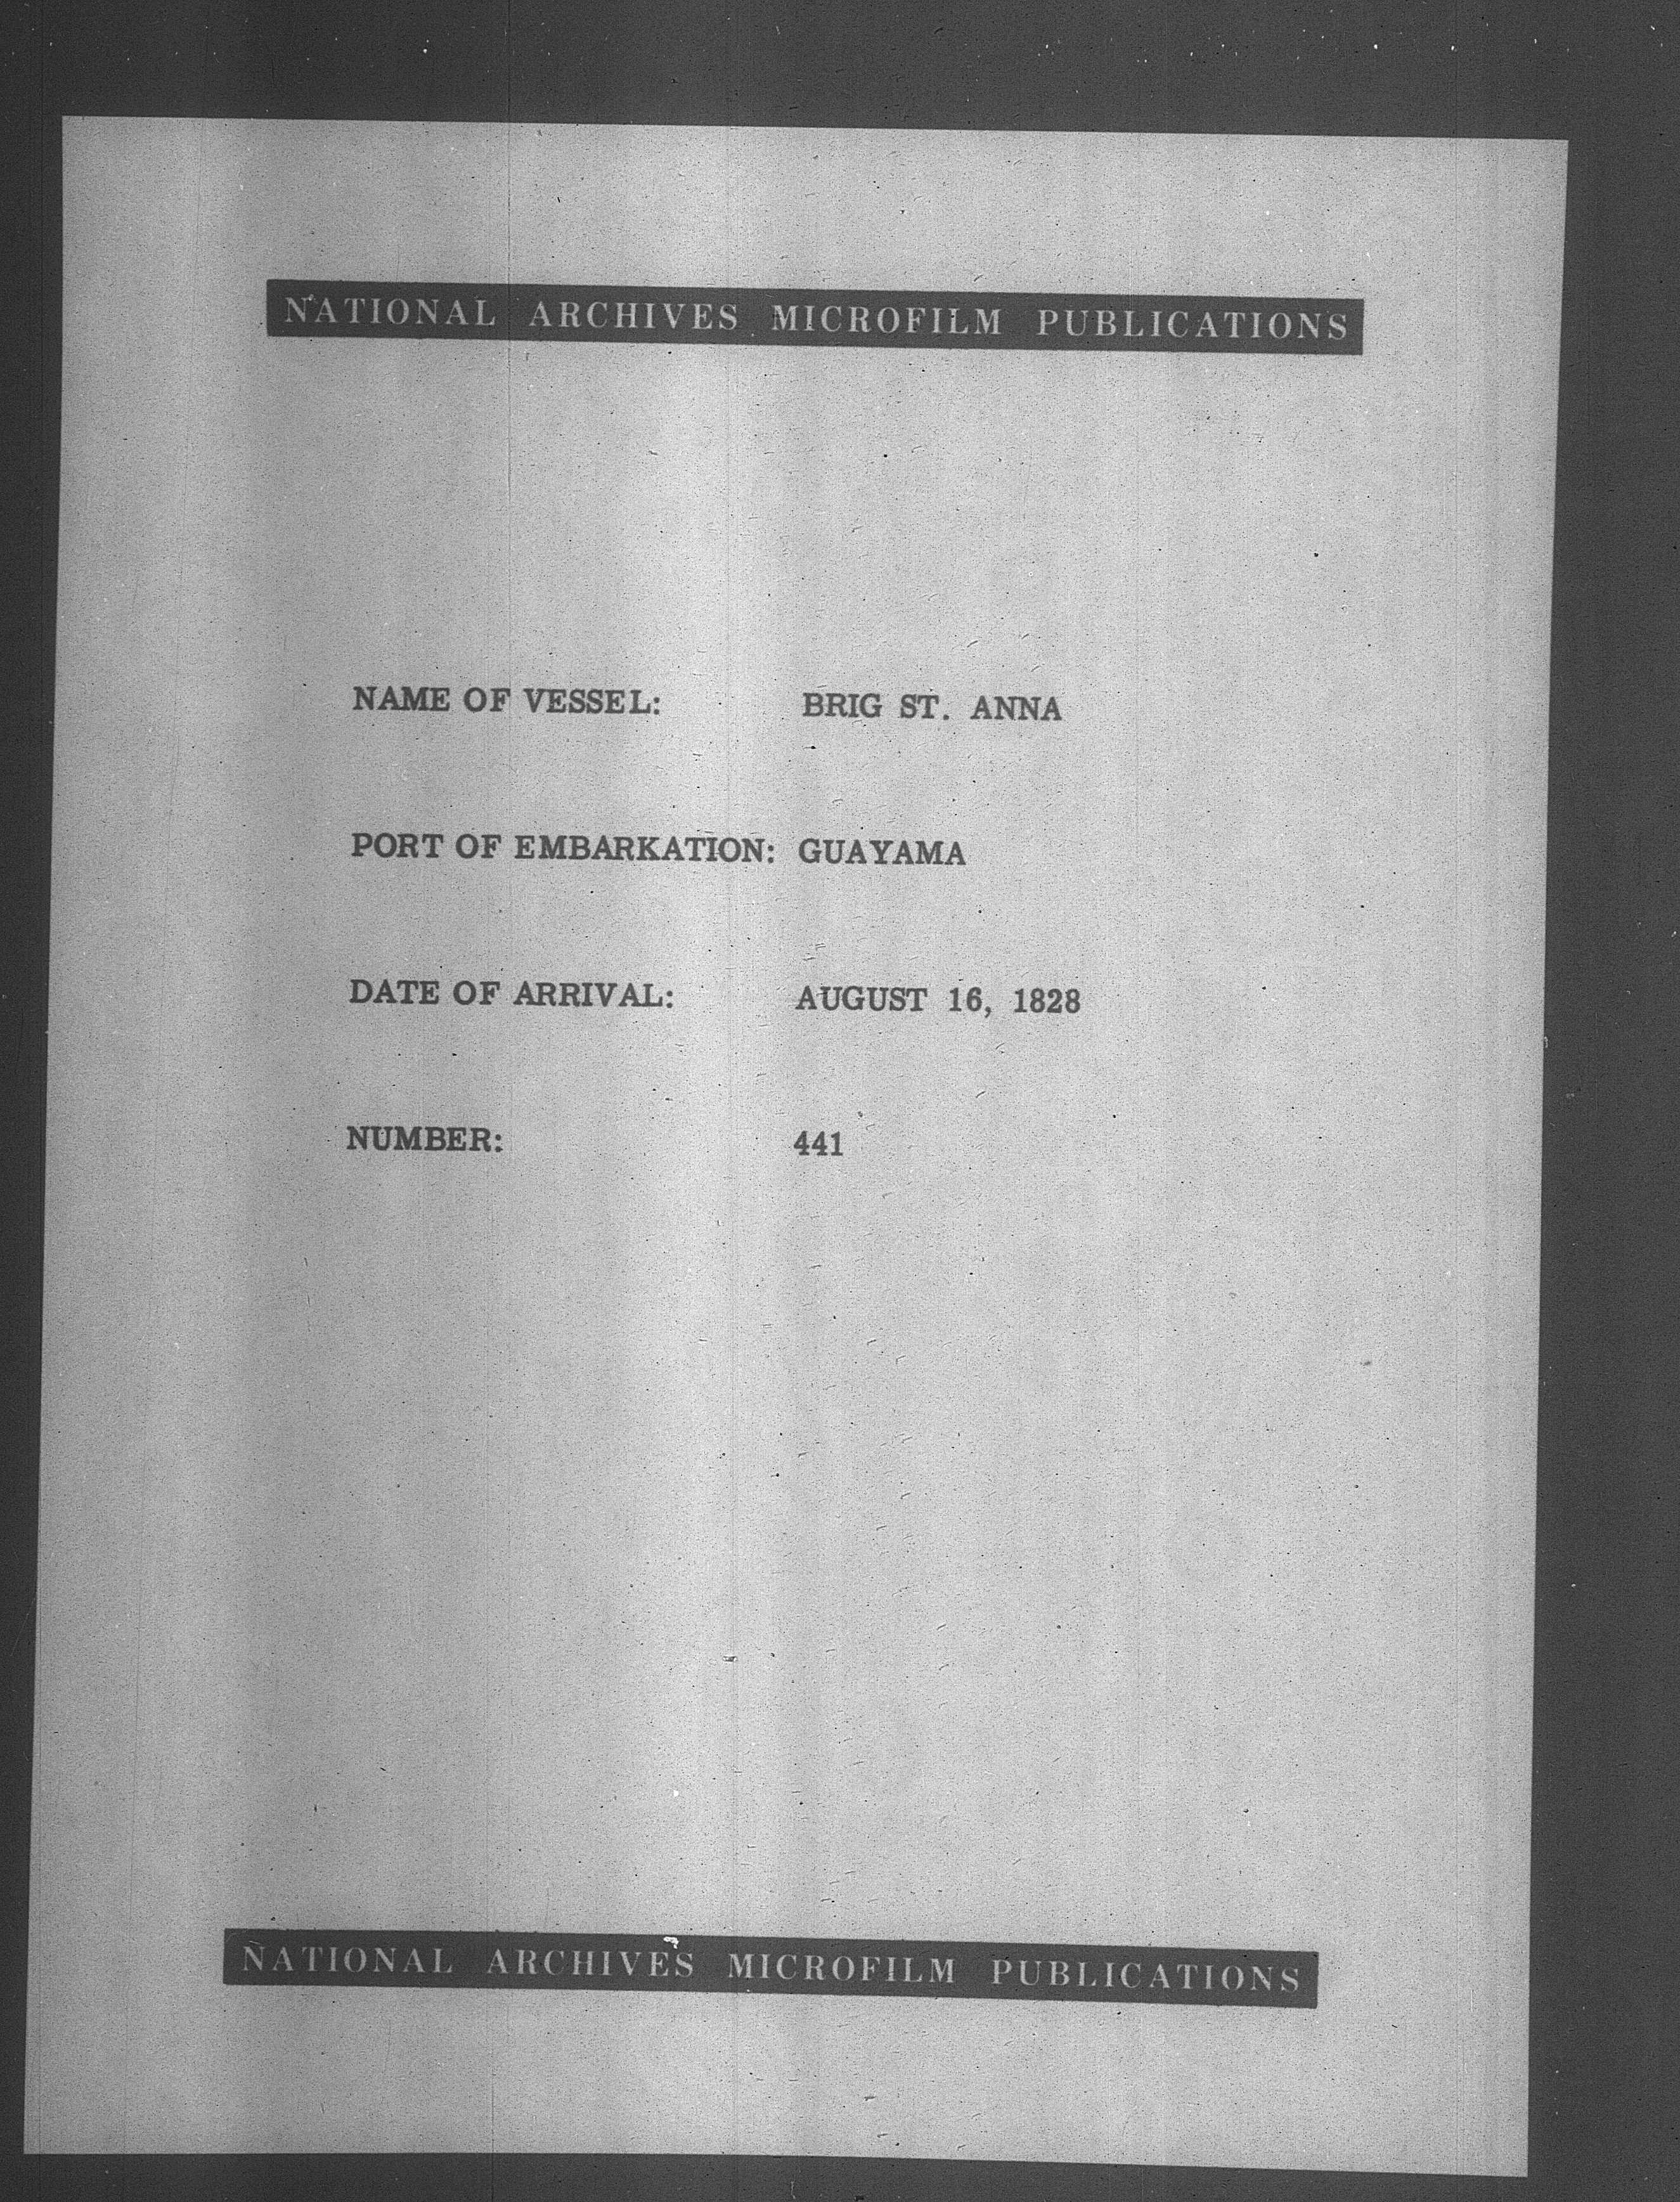 NATIONAL ARCHIVES MICROFILM PUBLICATIONS
NAME OF VESSEL: BRIG ST. ANNA
PORT OF EMBARKATION: GUAYAMA
DATE OF ARRIVAL: AUGUST 16, 1828
NUMBER: 441
NATIONAL ARCHIVES MICROFILM PUBLICATIONS